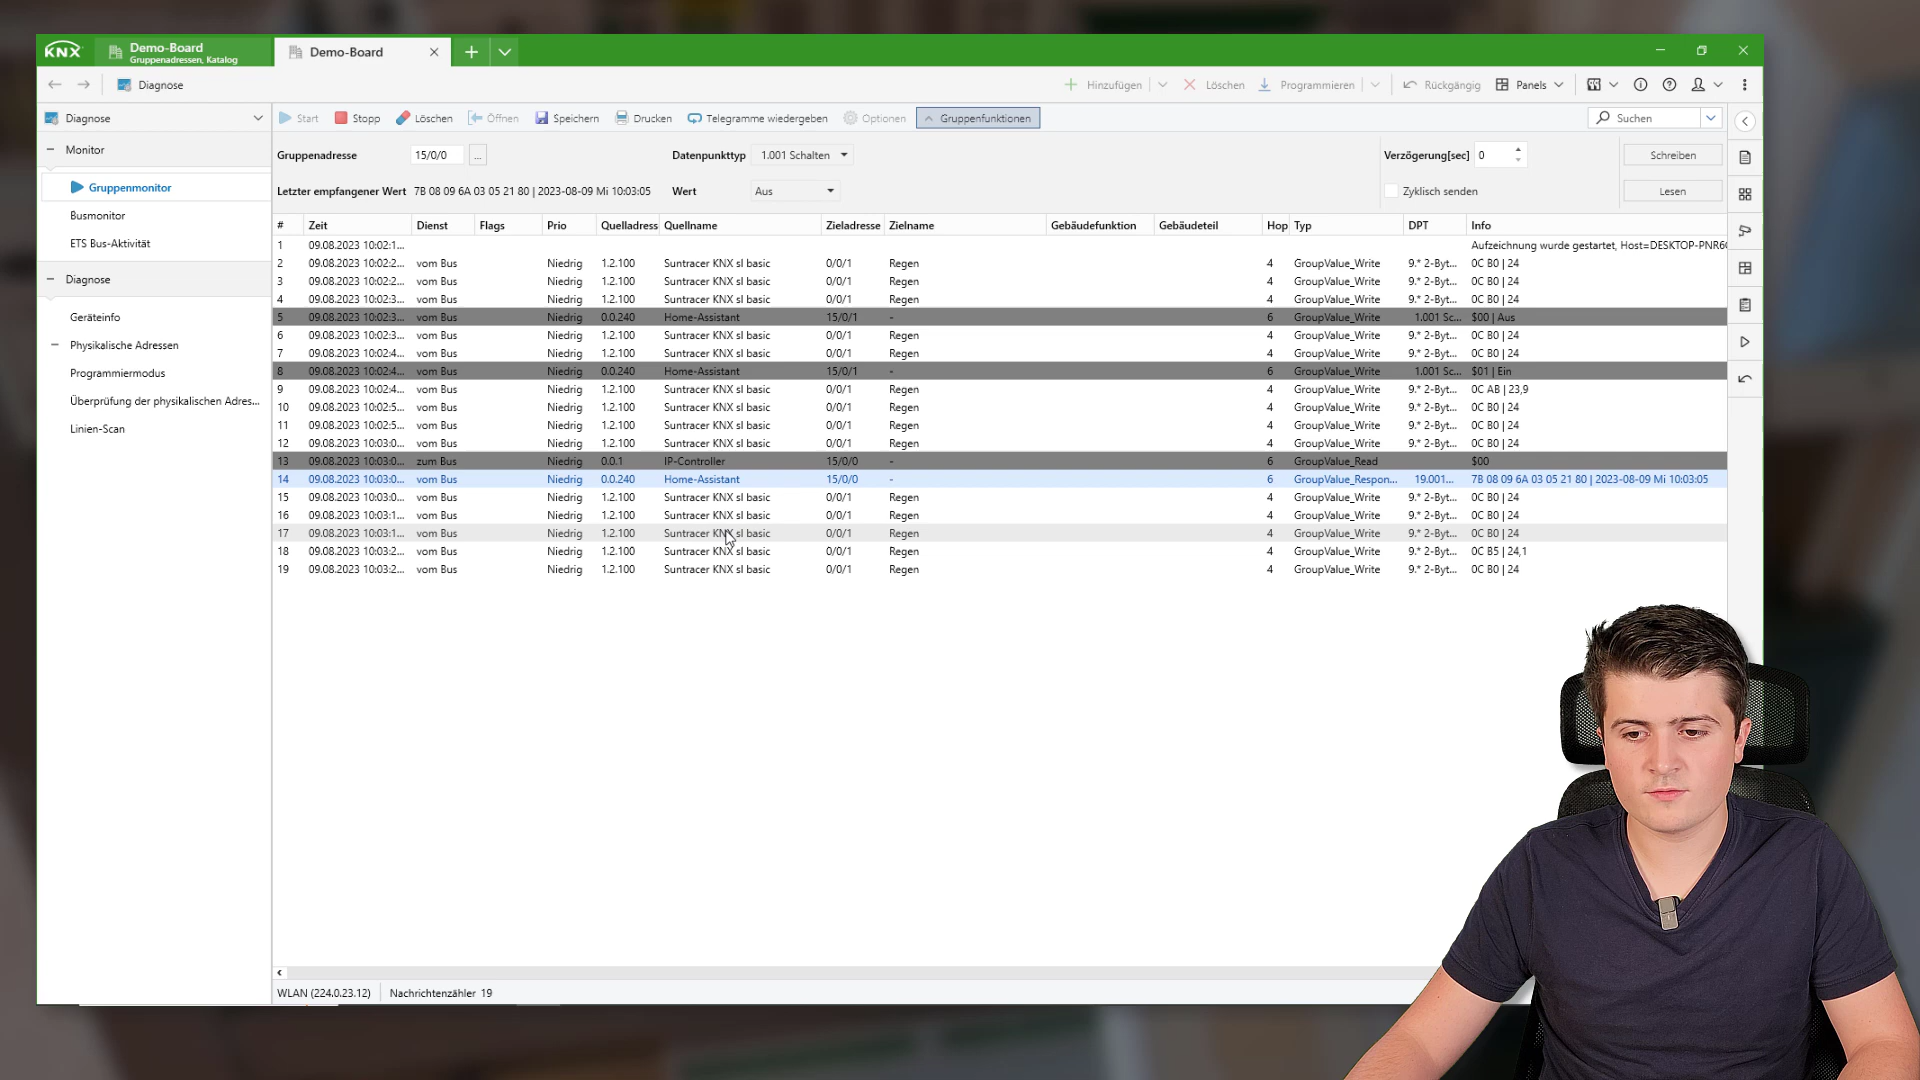 KNX Demo-Board Demo-Board
Gruppenadressen, Katalog
Diagnose Hinzufügen Löschen Programmieren Rückgängig Panels
Diagnose Start Stopp Löschen Öffnen Speichern Drucken Telegramme wiedergeben Optionen Gruppenfunktionen Suchen
Monitor
Gruppenmonitor
Busmonitor
ETS Bus-Aktivität
Diagnose
Geräteinfo
Physikalische Adressen
Programmiermodus
Überprüfung der physikalischen Adres...
Linien-Scan
Gruppenadresse 15/0/0 ... Datenpunkttyp 1.001 Schalten Verzögerung[sec] 0 Schreiben
Letzter empfangener Wert 7B 08 09 6A 03 05 21 80 | 2023-08-09 Mi 10:03:05 Wert Aus Zyklisch senden Lesen
# Zeit Dienst Flags Prio Quelladress Quellname Zieladresse Zielname Gebäudefunktion Gebäudeteil Hop Typ DPT Info
1 09.08.2023 10:02:1... Aufzeichnung wurde gestartet, Host=DESKTOP-PNR6
2 09.08.2023 10:02:2... vom Bus Niedrig 1.2.100 Suntracer KNX sl basic 0/0/1 Regen 4 GroupValue_Write 9.* 2-Byt... 0C B0 | 24
3 09.08.2023 10:02:2... vom Bus Niedrig 1.2.100 Suntracer KNX sl basic 0/0/1 Regen 4 GroupValue_Write 9.* 2-Byt... 0C B0 | 24
4 09.08.2023 10:02:3... vom Bus Niedrig 1.2.100 Suntracer KNX sl basic 0/0/1 Regen 4 GroupValue_Write 9.* 2-Byt... 0C B0 | 24
5 09.08.2023 10:02:3... vom Bus Niedrig 0.0.240 Home-Assistant 15/0/1 - 6 GroupValue_Write 1.001 Sc... $00 | Aus
6 09.08.2023 10:02:3... vom Bus Niedrig 1.2.100 Suntracer KNX sl basic 0/0/1 Regen 4 GroupValue_Write 9.* 2-Byt... 0C B0 | 24
7 09.08.2023 10:02:4... vom Bus Niedrig 1.2.100 Suntracer KNX sl basic 0/0/1 Regen 4 GroupValue_Write 9.* 2-Byt... 0C B0 | 24
8 09.08.2023 10:02:4... vom Bus Niedrig 0.0.240 Home-Assistant 15/0/1 - 6 GroupValue_Write 1.001 Sc... $01 | Ein
9 09.08.2023 10:02:4... vom Bus Niedrig 1.2.100 Suntracer KNX sl basic 0/0/1 Regen 4 GroupValue_Write 9.* 2-Byt... 0C AB | 23,9
10 09.08.2023 10:02:5... vom Bus Niedrig 1.2.100 Suntracer KNX sl basic 0/0/1 Regen 4 GroupValue_Write 9.* 2-Byt... 0C B0 | 24
11 09.08.2023 10:02:5... vom Bus Niedrig 1.2.100 Suntracer KNX sl basic 0/0/1 Regen 4 GroupValue_Write 9.* 2-Byt... 0C B0 | 24
12 09.08.2023 10:03:0... vom Bus Niedrig 1.2.100 Suntracer KNX sl basic 0/0/1 Regen 4 GroupValue_Write 9.* 2-Byt... 0C B0 | 24
13 09.08.2023 10:03:0... zum Bus Niedrig 0.0.1 IP-Controller 15/0/0 - 6 GroupValue_Read $00
14 09.08.2023 10:03:0... vom Bus Niedrig 0.0.240 Home-Assistant 15/0/0 - 6 GroupValue_Respon... 19.001... 7B 08 09 6A 03 05 21 80 | 2023-08-09 Mi 10:03:05
15 09.08.2023 10:03:0... vom Bus Niedrig 1.2.100 Suntracer KNX sl basic 0/0/1 Regen 4 GroupValue_Write 9.* 2-Byt... 0C B0 | 24
16 09.08.2023 10:03:1... vom Bus Niedrig 1.2.100 Suntracer KNX sl basic 0/0/1 Regen 4 GroupValue_Write 9.* 2-Byt... 0C B0 | 24
17 09.08.2023 10:03:1... vom Bus Niedrig 1.2.100 Suntracer KNX sl basic 0/0/1 Regen 4 GroupValue_Write 9.* 2-Byt... 0C B0 | 24
18 09.08.2023 10:03:2... vom Bus Niedrig 1.2.100 Suntracer KNX sl basic 0/0/1 Regen 4 GroupValue_Write 9.* 2-Byt... 0C B5 | 24,1
19 09.08.2023 10:03:2... vom Bus Niedrig 1.2.100 Suntracer KNX sl basic 0/0/1 Regen 4 GroupValue_Write 9.* 2-Byt... 0C B0 | 24
WLAN (224.0.23.12) Nachrichtenzähler 19